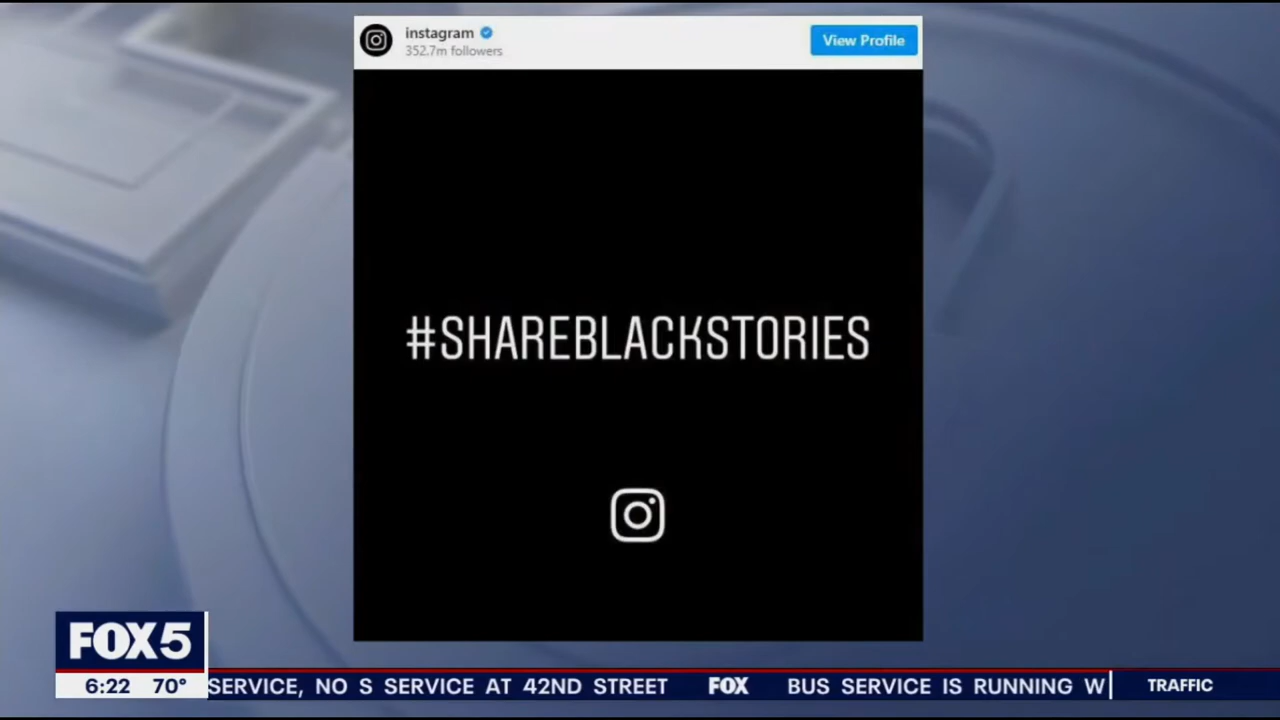 instagram
352.7m followers
View Profile
#SHAREBLACKSTORIES
FOX5
6:22 70°
SERVICE, NO S SERVICE AT 42ND STREET FOX BUS SERVICE IS RUNNING W
TRAFFIC